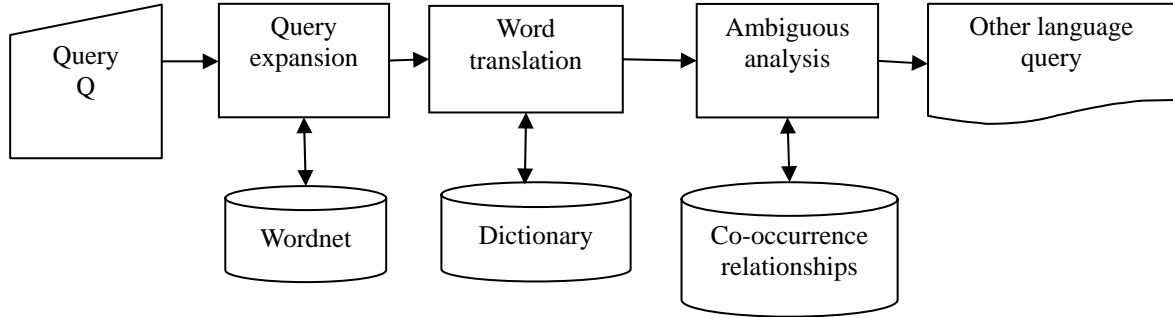 Query
Q
Query
expansion
Word
translation
Ambiguous
analysis
Other language
query
Wordnet
Dictionary
Co-occurrence
relationships